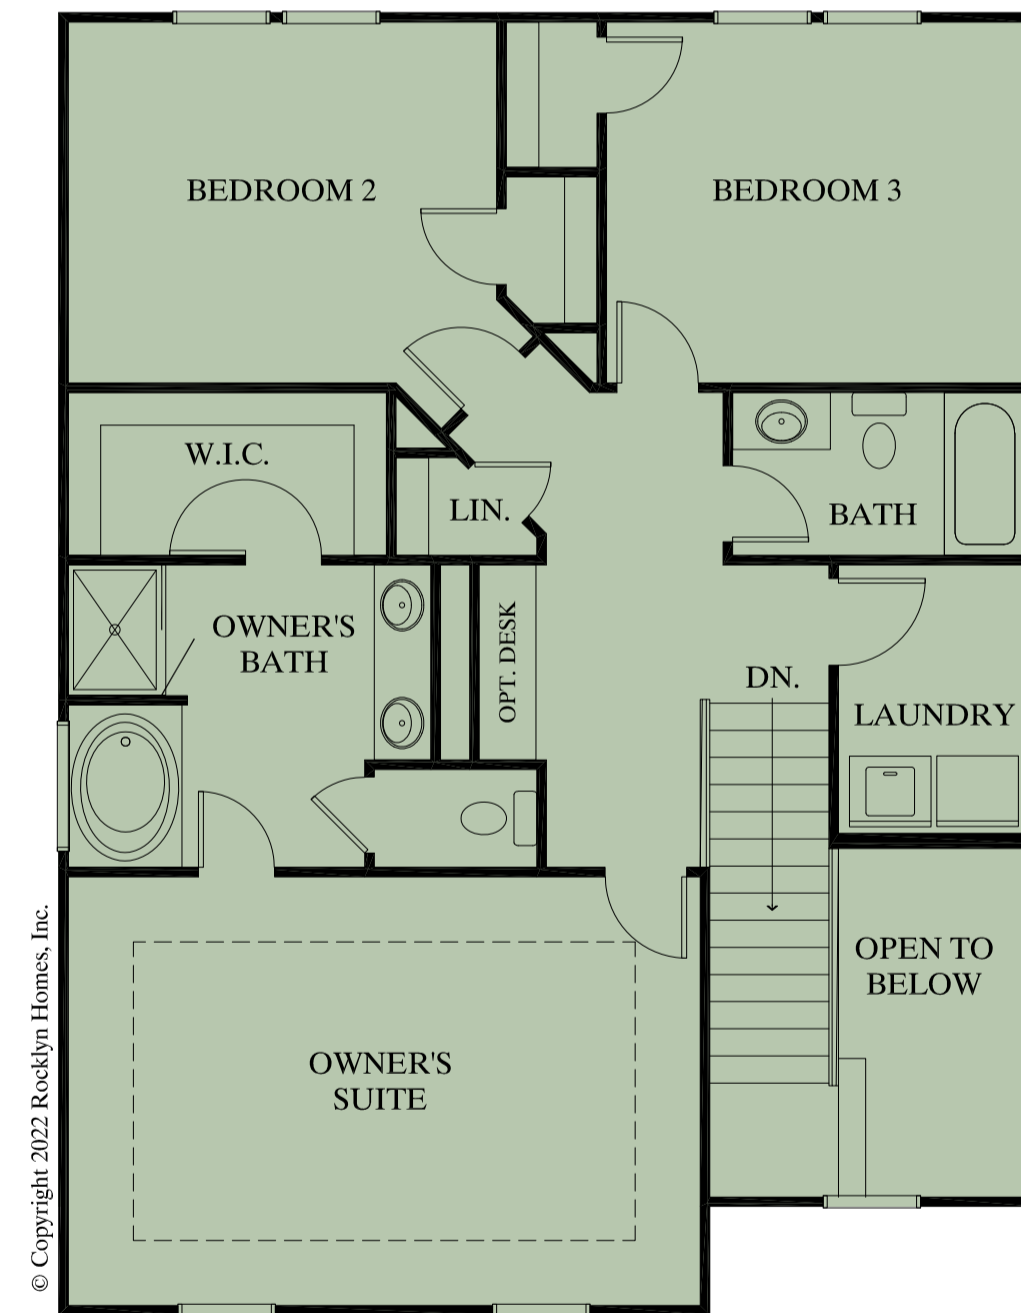 BEDROOM 2
BEDROOM 3
W.I.C.
LIN.
BATH
OWNER'S
BATH
OPT. DESK
DN.
LAUNDRY
OPEN TO
BELOW
OWNER'S
SUITE
© Copyright 2022 Rocklyn Homes, Inc.